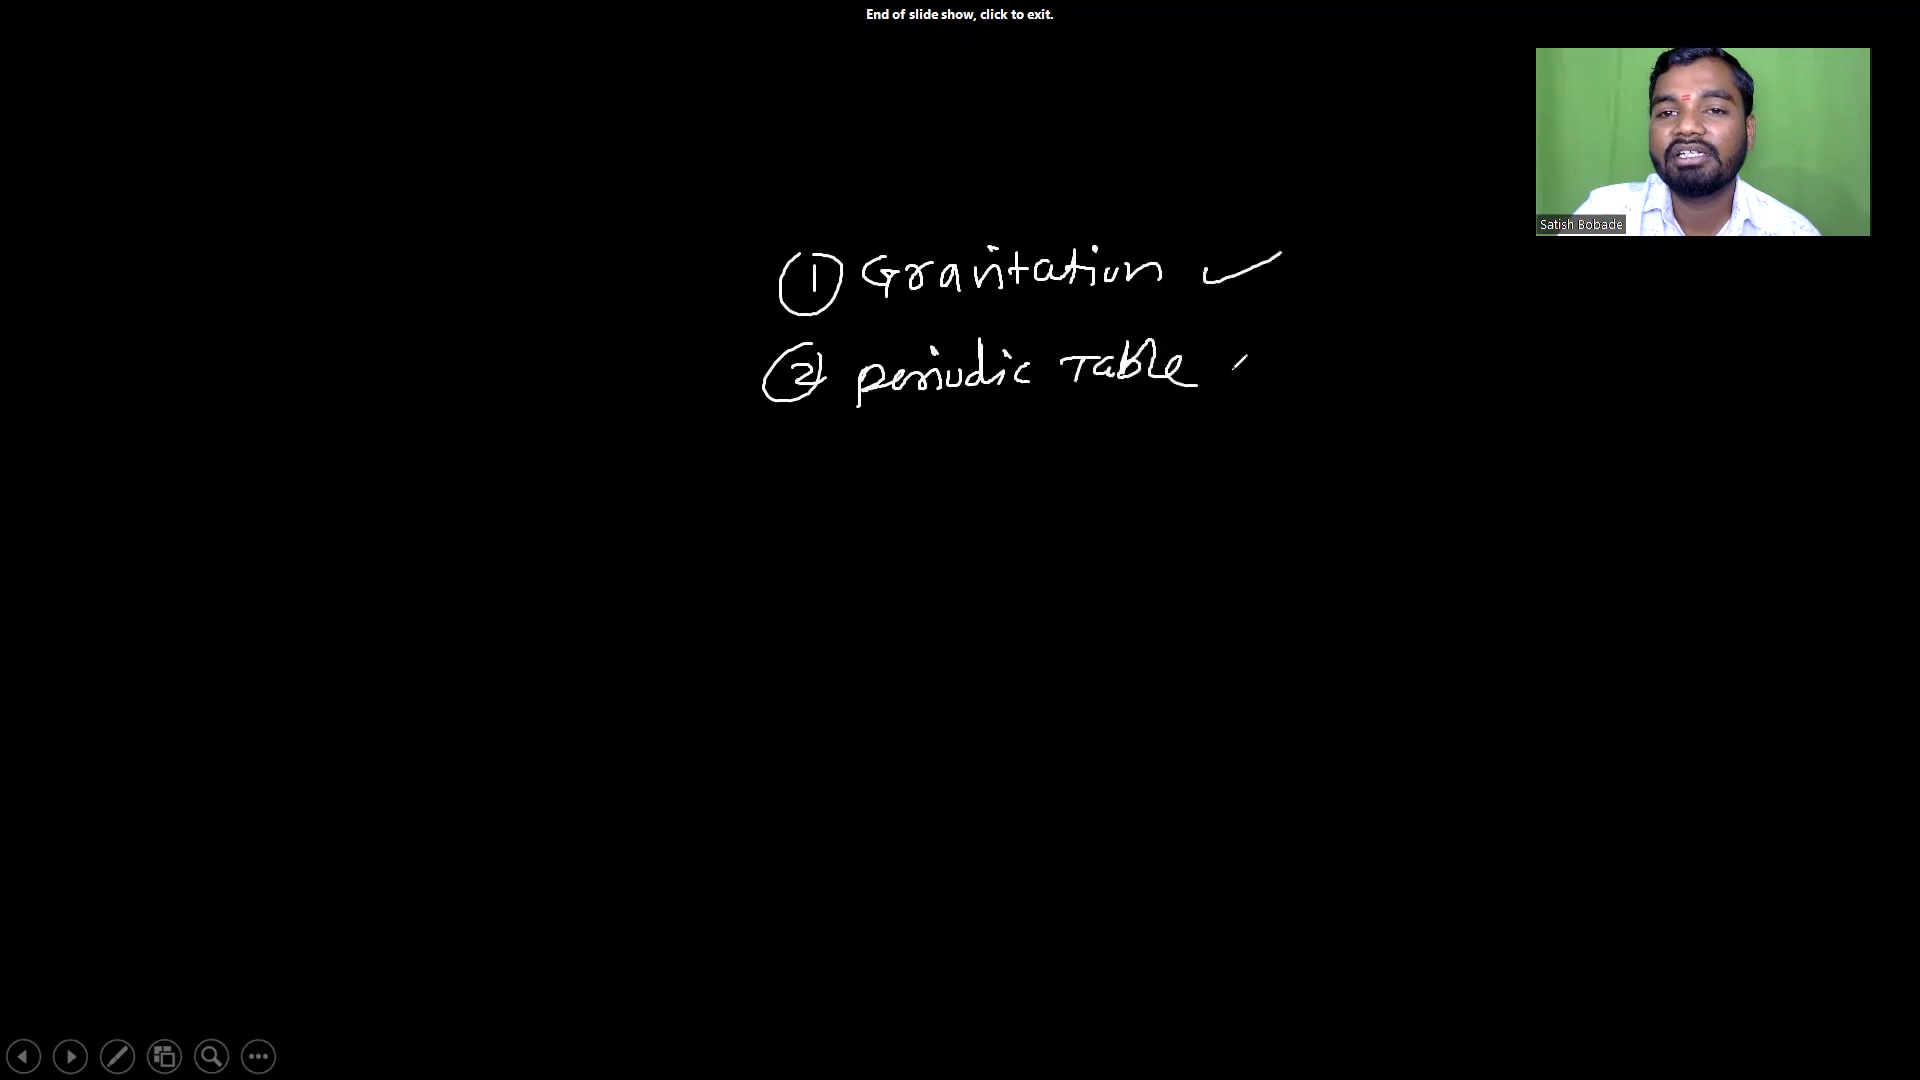 End of slide show, click to exit.
Satish Bobade
① Gravitation ✓
② periodic Table